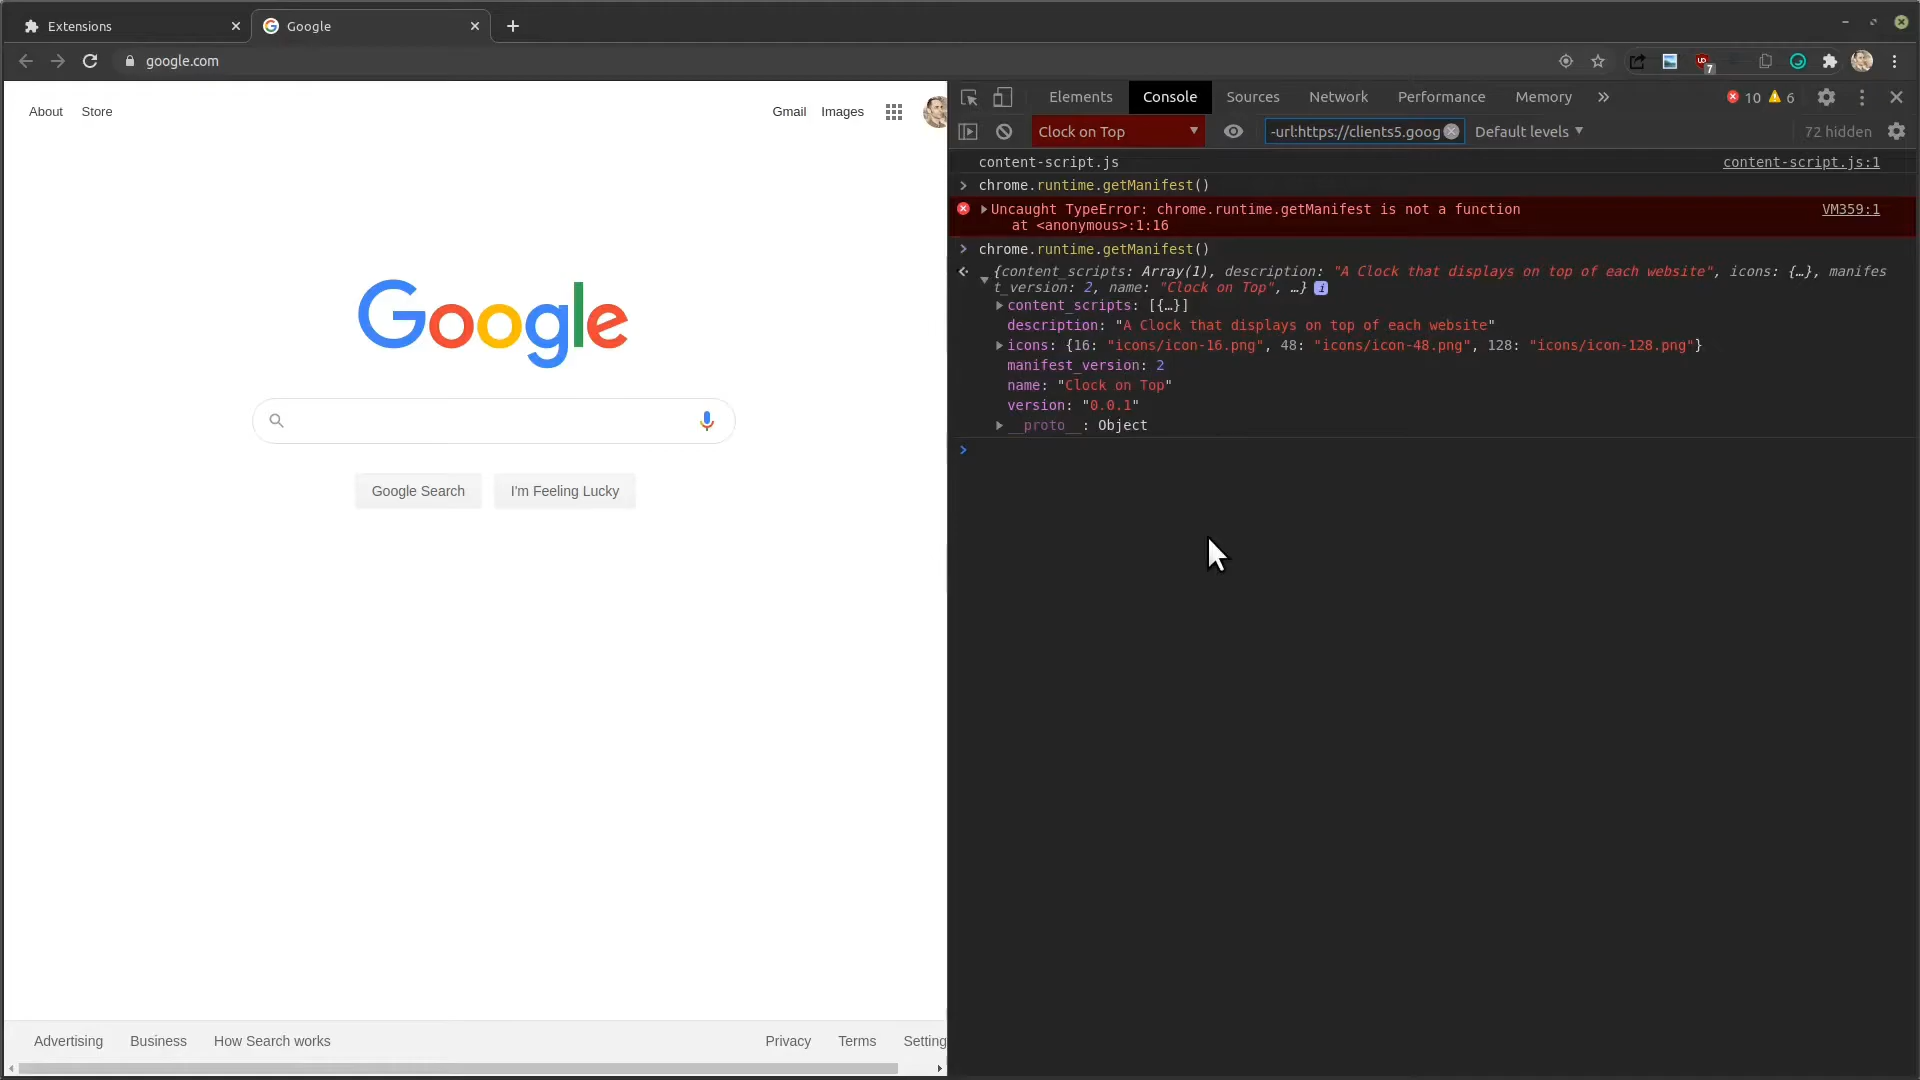 Extensions
Google
google.com
7
About
Store
Gmail
Images
Google
Google Search
I'm Feeling Lucky
Advertising
Business
How Search works
Privacy
Terms
Setting
Elements
Console
Sources
Network
Performance
Memory
10
6
Clock on Top
-url:https://clients5.goog
Default levels
72 hidden
content-script.js
content-script.js:1
chrome.runtime.getManifest()
Uncaught TypeError: chrome.runtime.getManifest is not a function
VM359:1
at <anonymous>:1:16
chrome.runtime.getManifest()
{content_scripts: Array(1), description: "A Clock that displays on top of each website", icons: {…}, manifes
t_version: 2, name: "Clock on Top", …} i
content_scripts: [{…}]
description: "A Clock that displays on top of each website"
icons: {16: "icons/icon-16.png", 48: "icons/icon-48.png", 128: "icons/icon-128.png"}
manifest_version: 2
name: "Clock on Top"
version: "0.0.1"
__proto__: Object